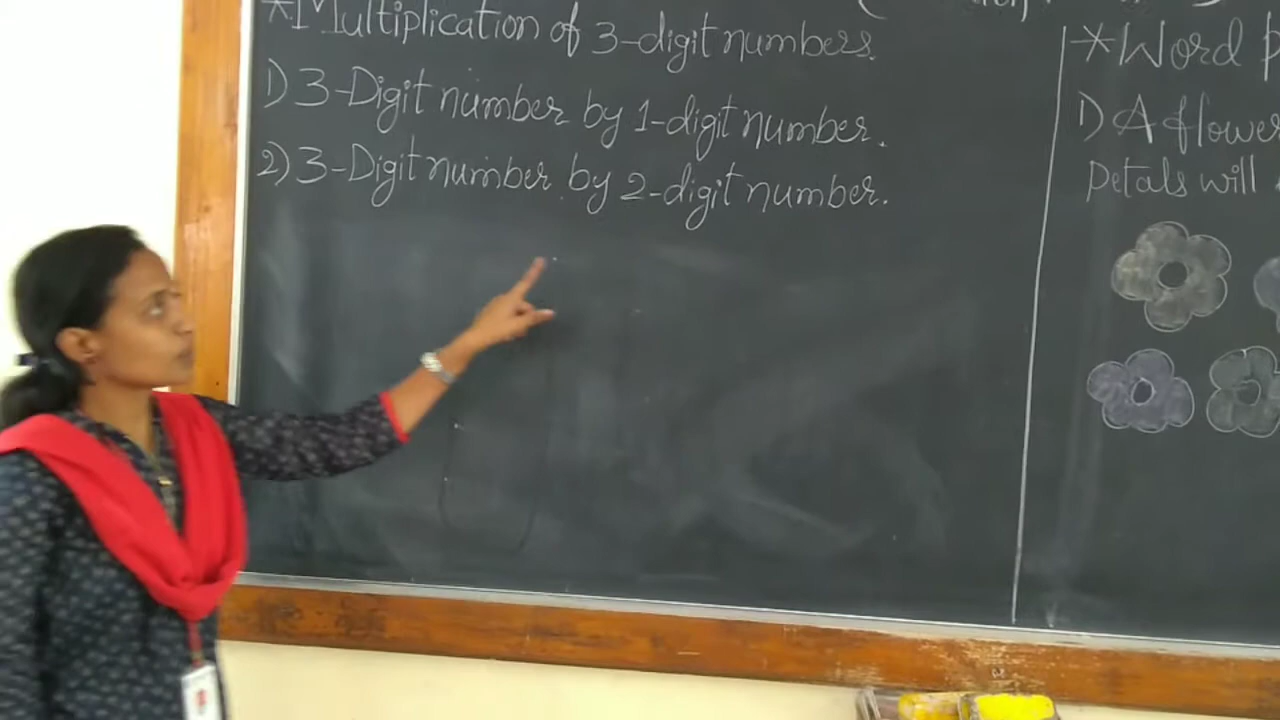 *Multiplication of 3-digit numbers.
1) 3-Digit number by 1-digit number.
2) 3-Digit number by 2-digit number.
*Word
1) A flower
Petals will